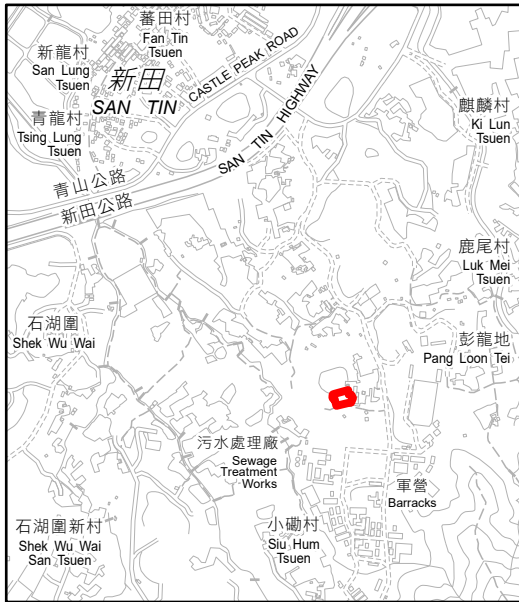 蕃田村
Fan Tin
Tsuen
新龍村
San Lung
Tsuen
新田
SAN TIN
CASTLE PEAK ROAD
SAN TIN HIGHWAY
青龍村
Tsing Lung
Tsuen
麒麟村
Ki Lun
Tsuen
青山公路
新田公路
鹿尾村
Luk Mei
Tsuen
石湖圍
Shek Wu Wai
彭龍地
Pang Loon Tei
污水處理廠
Sewage
Treatment
Works
軍營
Barracks
石湖圍新村
Shek Wu Wai
San Tsuen
小磡村
Siu Hum
Tsuen